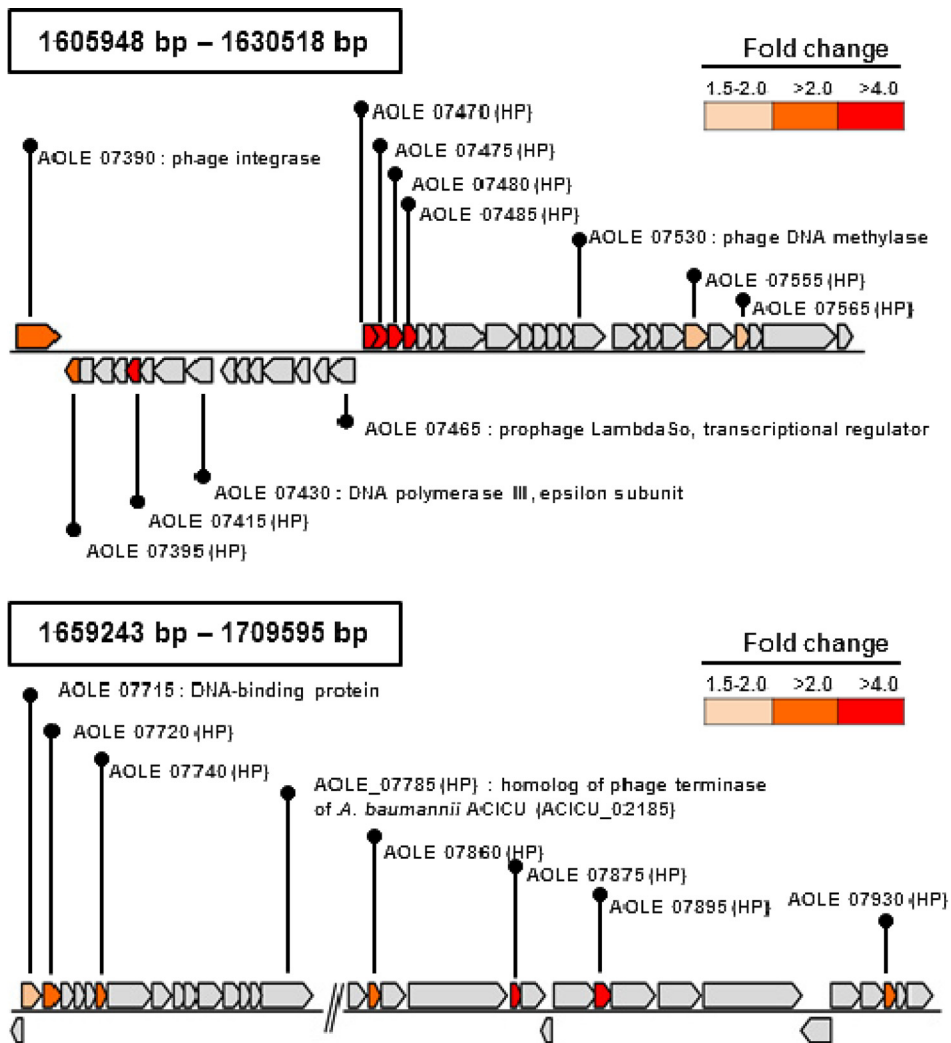 1605948 bp – 1630518 bp
Fold change
1.5-2.0 >2.0 >4.0
AOLE 07470 (HP)
AOLE 07390 : phage integrase
AOLE 07475 (HP)
AOLE 07480 (HP)
AOLE 07485 (HP)
AOLE 07530 : phage DNA methylase
AOLE 07555 (HP)
AOLE 07565 (HP)
AOLE 07465 : prophage LambdaSo, transcriptional regulator
AOLE 07430 : DNA polymerase III, epsilon subunit
AOLE 07415 (HP)
AOLE 07395 (HP)
1659243 bp – 1709595 bp
Fold change
1.5-2.0 >2.0 >4.0
AOLE 07715 : DNA-binding protein
AOLE 07720 (HP)
AOLE 07740 (HP)
AOLE_07785 (HP) : homolog of phage terminase
of A. baumannii ACICU (ACICU_02185)
AOLE 07860 (HP)
AOLE 07875 (HP)
AOLE 07895 (HP)
AOLE 07930 (HP)
//